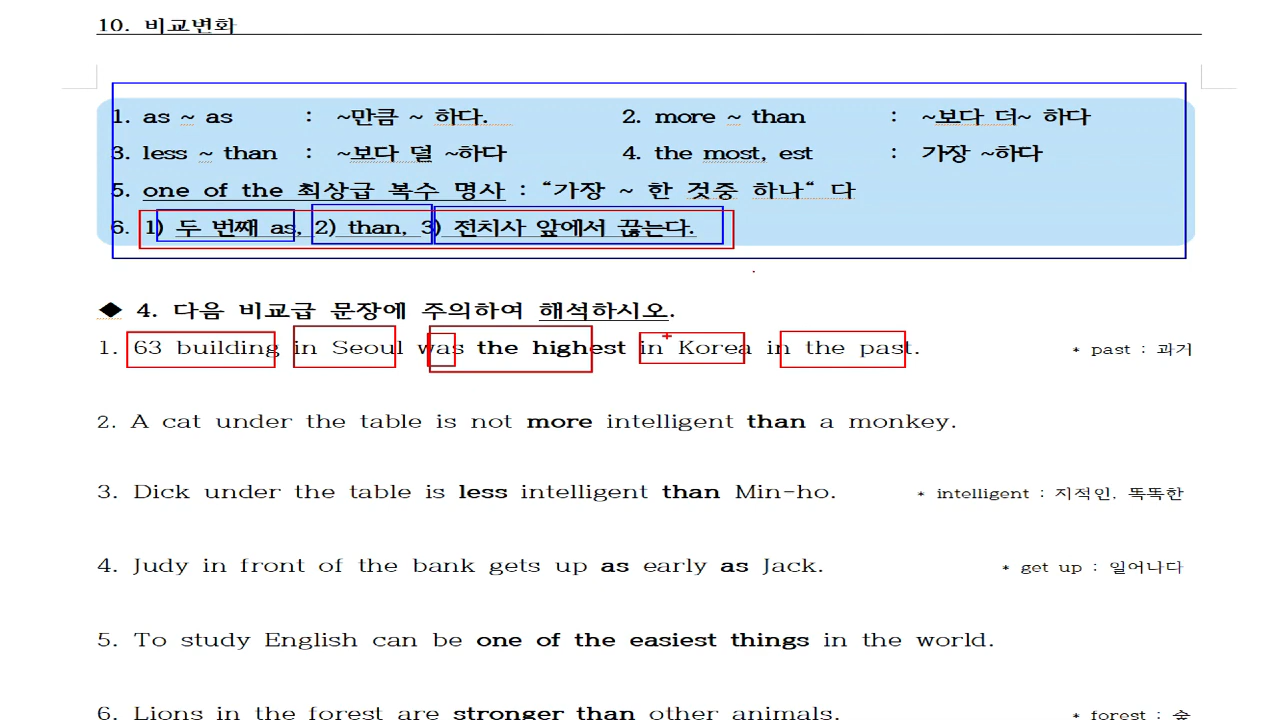 10. 비교변화
1. as ~ as : ~만큼 ~ 하다. 2. more ~ than : ~보다 더~ 하다
3. less ~ than : ~보다 덜 ~하다 4. the most, est : 가장 ~하다
5. one of the 최상급 복수 명사 : “가장 ~ 한 것중 하나“ 다
6. 1) 두 번째 as, 2) than, 3) 전치사 앞에서 끊는다.
◆ 4. 다음 비교급 문장에 주의하여 해석하시오.
1. 63 building in Seoul was the highest in Korea in the past. * past : 과거
2. A cat under the table is not more intelligent than a monkey.
3. Dick under the table is less intelligent than Min-ho. * intelligent : 지적인, 똑똑한
4. Judy in front of the bank gets up as early as Jack. * get up : 일어나다
5. To study English can be one of the easiest things in the world.
6. Lions in the forest are stronger than other animals. * forest : 숲